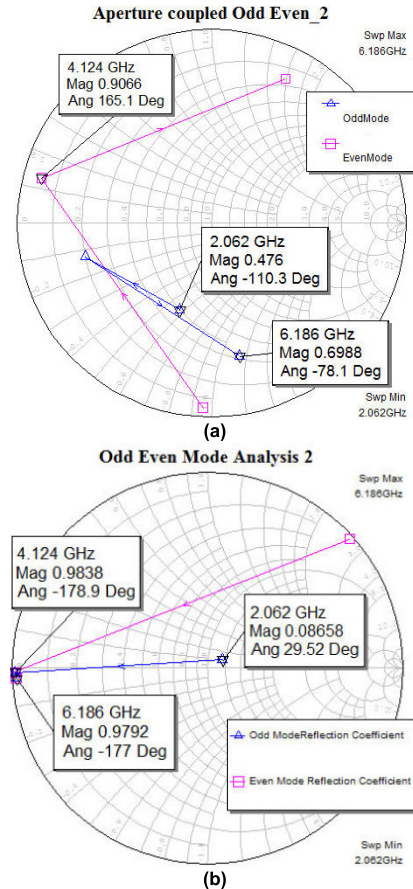 Aperture coupled Odd Even_2
Swp Max
6.186GHz
4.124 GHz
Mag 0.9066
Ang 165.1 Deg
OddMode
EvenMode
2.062 GHz
Mag 0.476
Ang -110.3 Deg
6.186 GHz
Mag 0.6988
Ang -78.1 Deg
Swp Min
2.062GHz
(a)
Odd Even Mode Analysis 2
Swp Max
6.186GHz
4.124 GHz
Mag 0.9838
Ang -178.9 Deg
2.062 GHz
Mag 0.08658
Ang 29.52 Deg
6.186 GHz
Mag 0.9792
Ang -177 Deg
Odd ModeReflection Coefficient
Even Mode Reflection Coefficient
Swp Min
2.062GHz
(b)